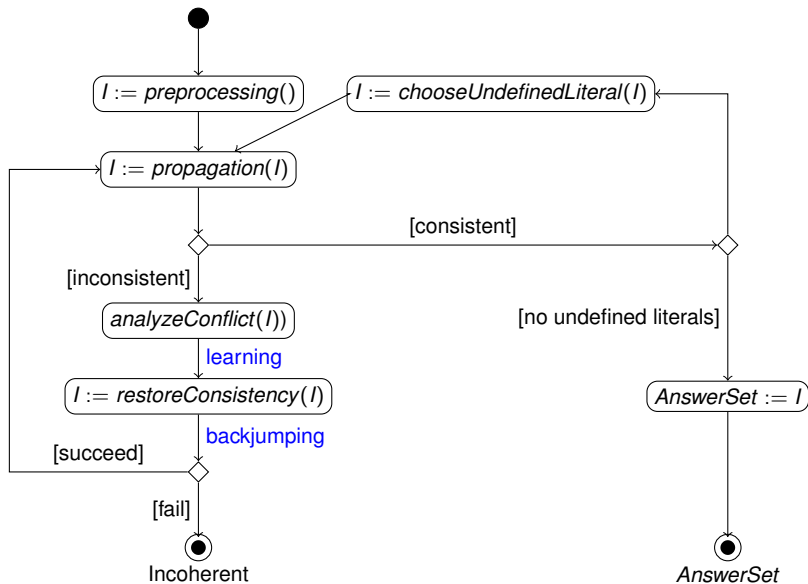 I := preprocessing()
I := chooseUndefinedLiteral(I)
I := propagation(I)
[consistent]
[inconsistent]
analyzeConflict(I))
[no undefined literals]
learning
I := restoreConsistency(I)
AnswerSet := I
backjumping
[succeed]
[fail]
Incoherent
AnswerSet